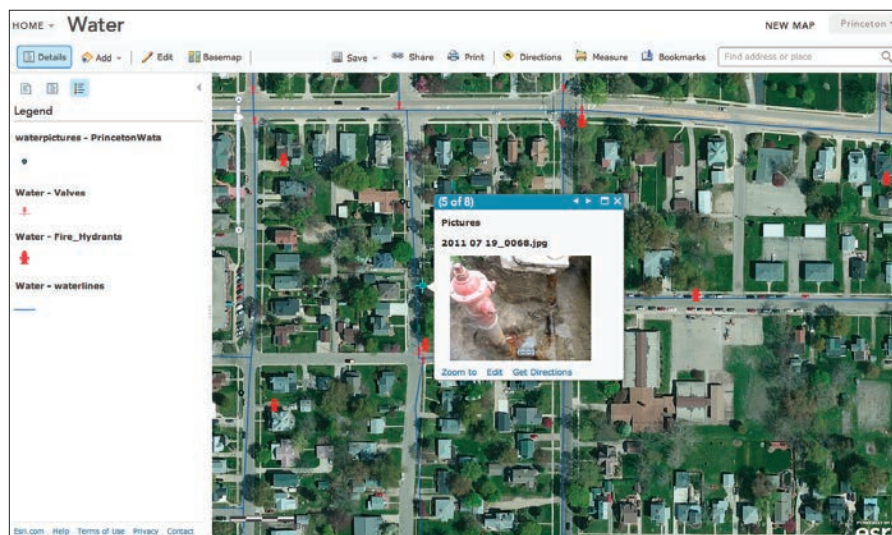 HOME Water
NEW MAP Princeton
Details Add Edit Basemap Save Share Print Directions Measure Bookmarks Find address or place
Legend
waterpictures - PrincetonWata
Water - Valves
Water - Fire_Hydrants
Water - waterlines
(5 of 8)
Pictures
2011 07 19_0068.jpg
Zoom to Edit Get Directions
Esri.com Help Terms of Use Privacy Contact
esri